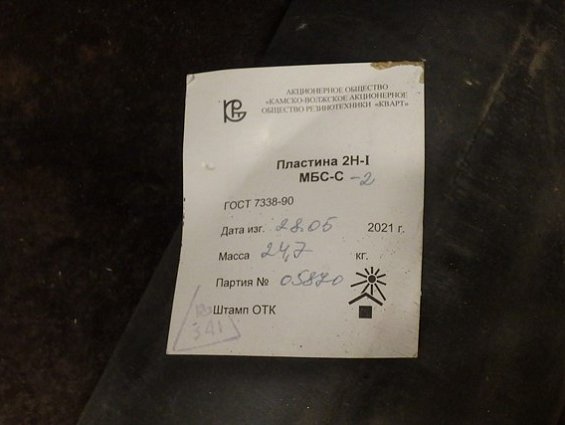 АКЦИОНЕРНОЕ ОБЩЕСТВО
«КАМСКО-ВОЛЖСКОЕ АКЦИОНЕРНОЕ
ОБЩЕСТВО РЕЗИНОТЕХНИКИ «КВАРТ»
Пластина 2Н-I
МБС-С -2
ГОСТ 7338-90
Дата изг. 28.05 2021 г.
Масса 24,7 кг.
Партия № 05870
Штамп ОТК
341